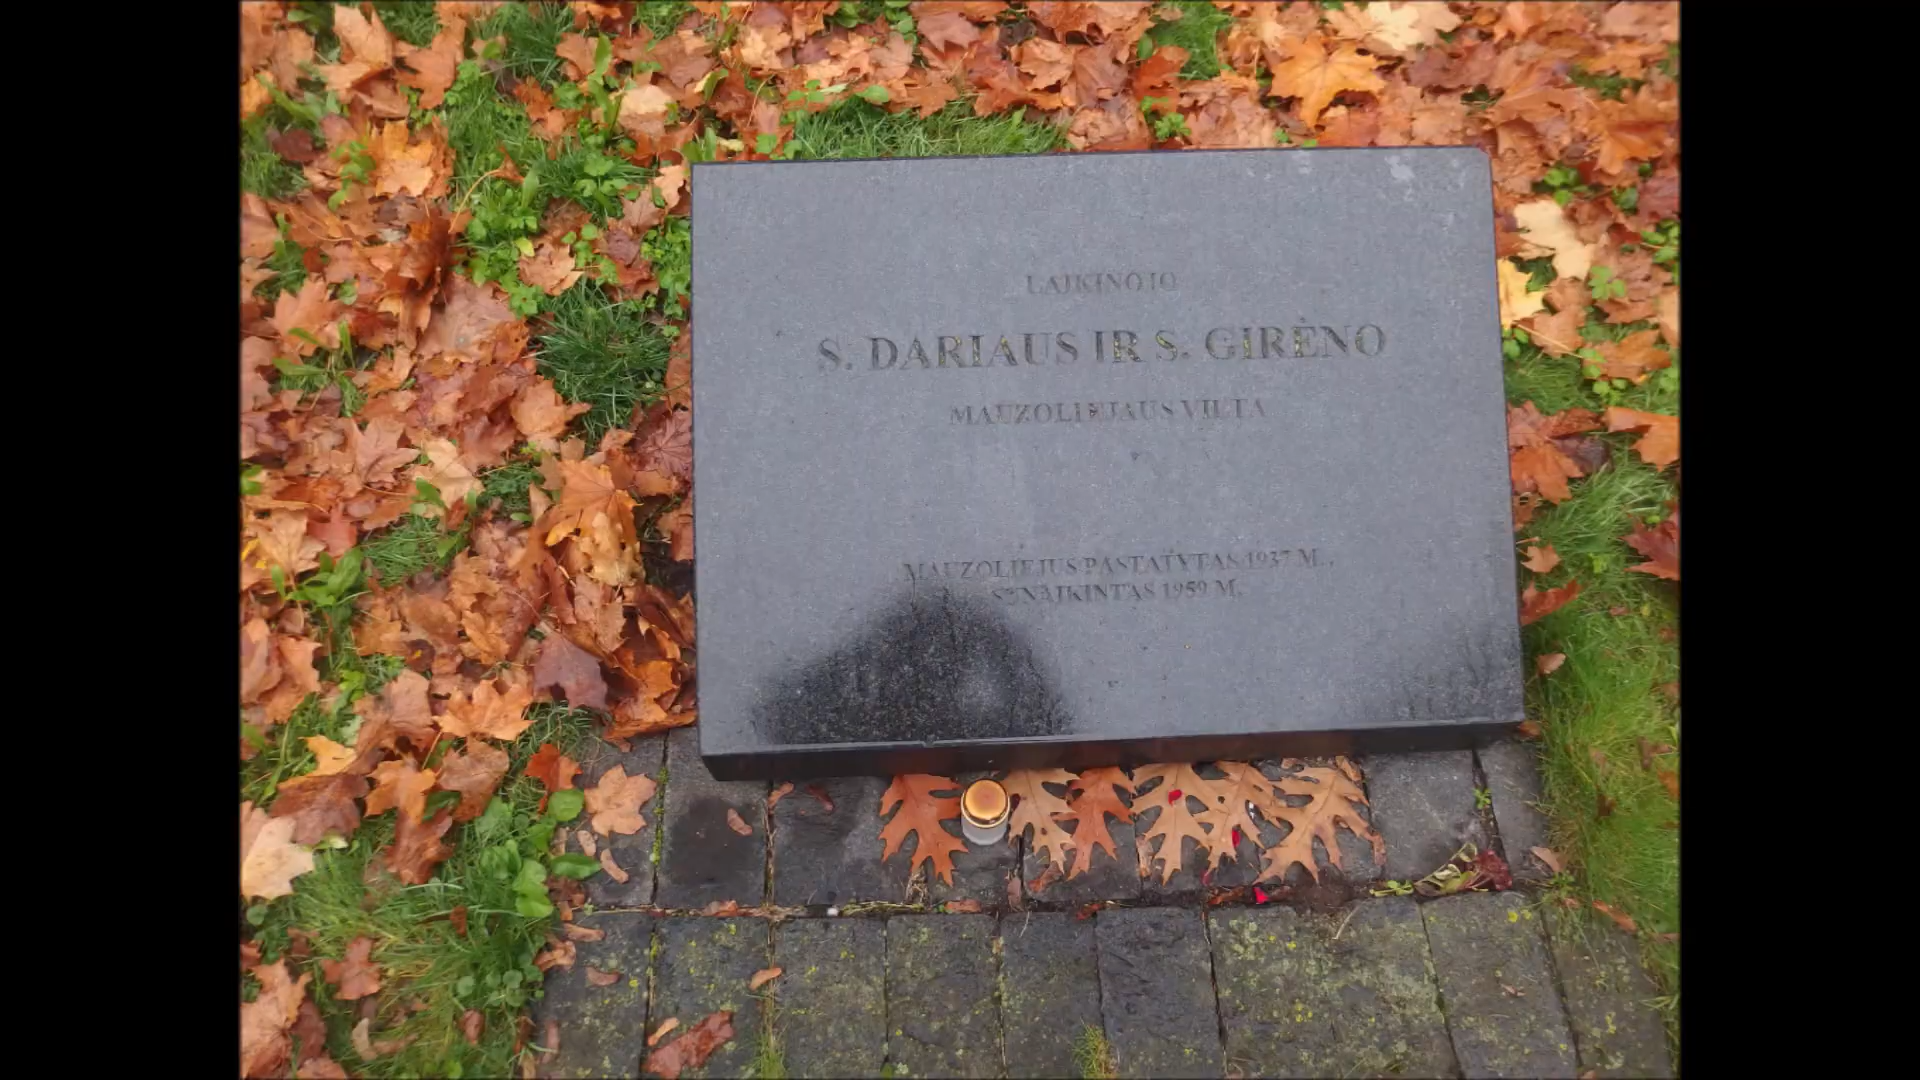 LAIKINOJO
S. DARIAUS IR S. GIRĖNO
MAUZOLIEJAUS VIETA
MAUZOLIEJUS PASTATYTAS 1937 M.,
SUNAIKINTAS 1959 M.